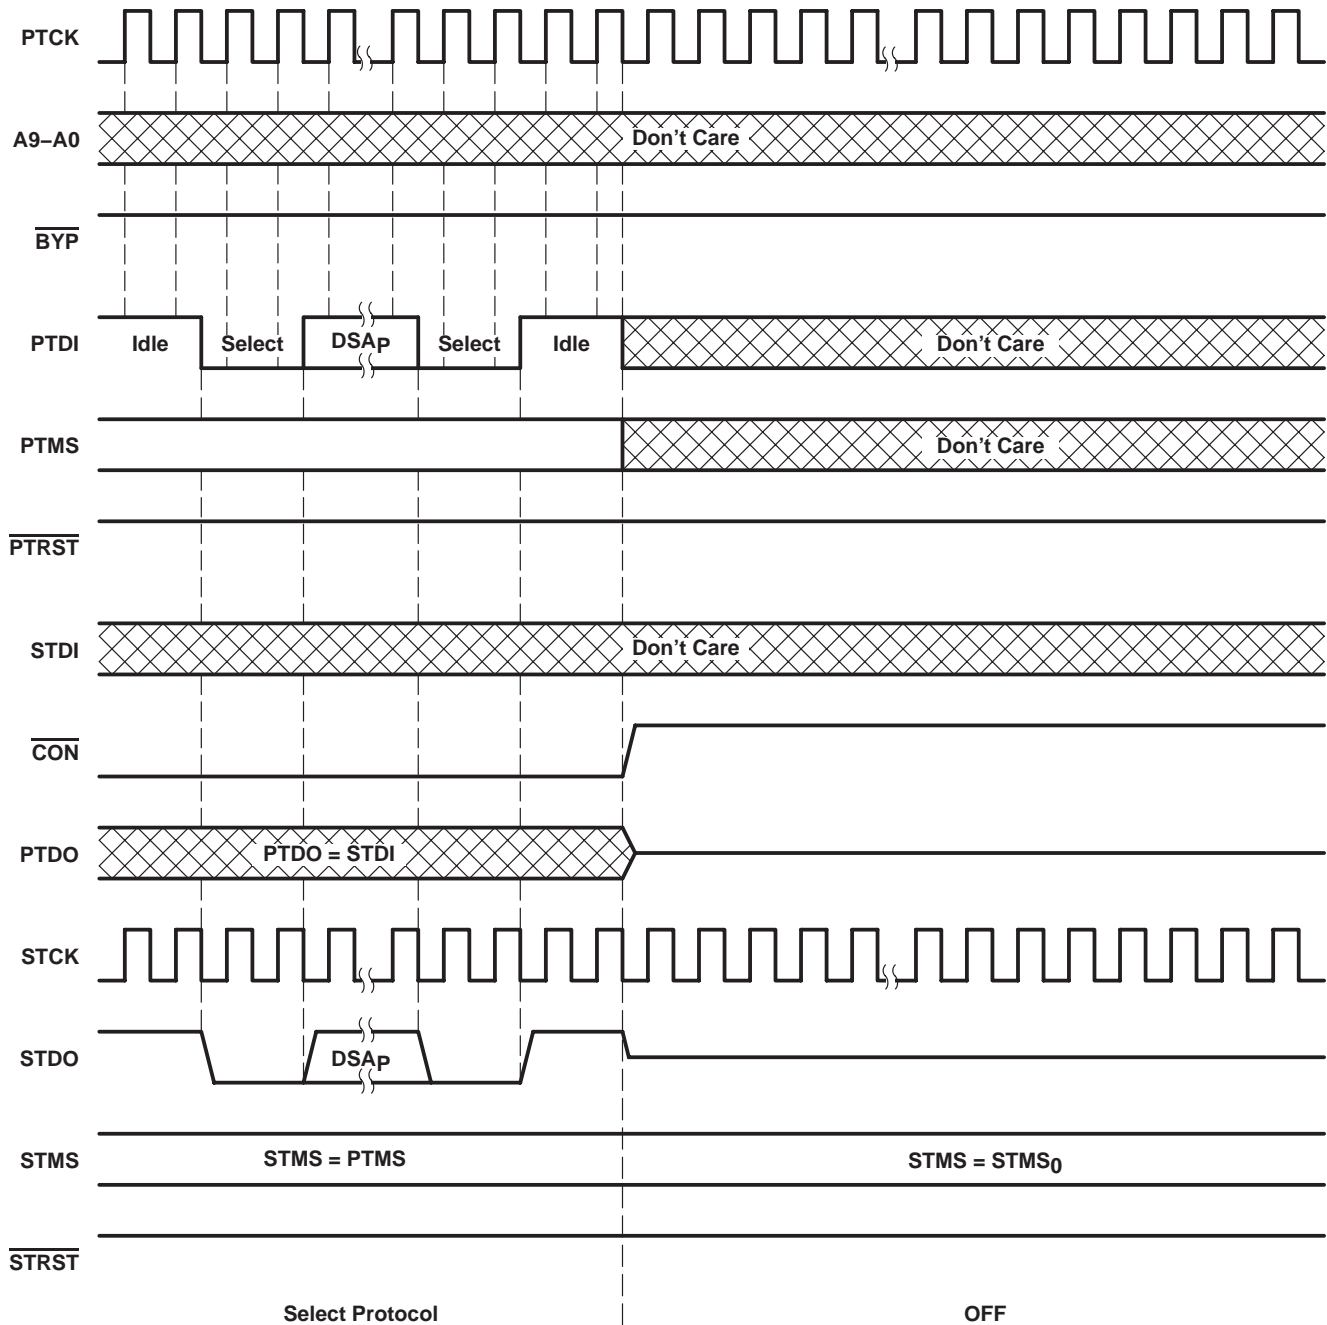 PTCK
A9–A0
Don't Care
BYP
PTDI
Idle
Select
DSAP
Select
Idle
Don't Care
PTMS
Don't Care
PTRST
STDI
Don't Care
CON
PTDO
PTDO = STDI
STCK
STDO
DSAP
STMS
STMS = PTMS
STMS = STMS0
STRST
Select Protocol
OFF